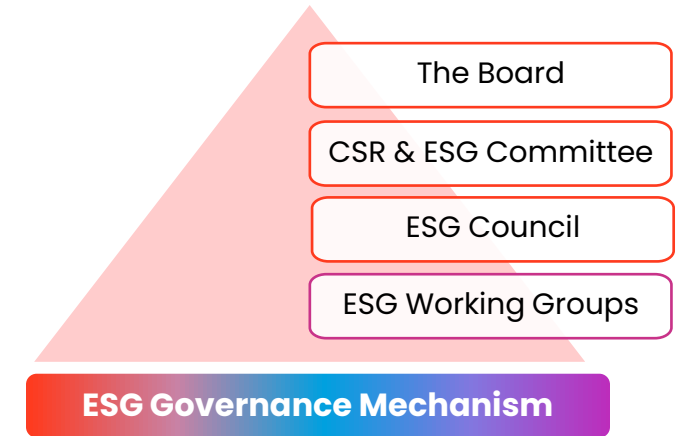 The Board
CSR & ESG Committee
ESG Council
ESG Working Groups
ESG Governance Mechanism